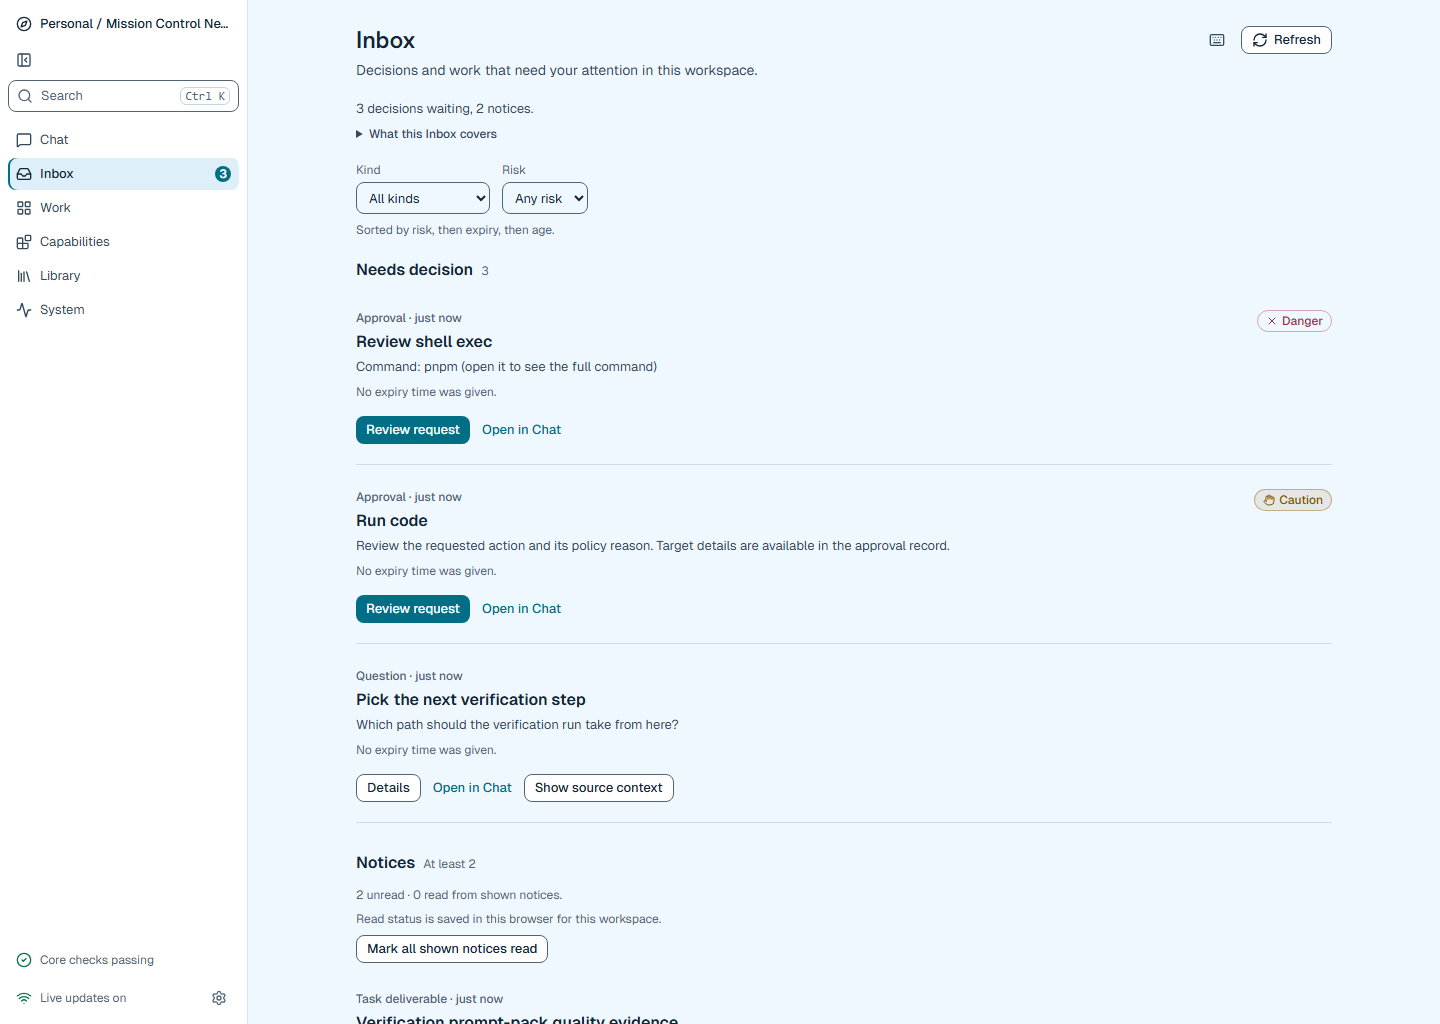 Personal / Mission Control Ne...
Search
Ctrl K
Chat
Inbox
3
Work
Capabilities
Library
System
Core checks passing
Live updates on
Inbox
Refresh
Decisions and work that need your attention in this workspace.
3 decisions waiting, 2 notices.
What this Inbox covers
Kind
Risk
All kinds
Any risk
Sorted by risk, then expiry, then age.
Needs decision 3
Approval · just now
Danger
Review shell exec
Command: pnpm (open it to see the full command)
No expiry time was given.
Review request
Open in Chat
Approval · just now
Caution
Run code
Review the requested action and its policy reason. Target details are available in the approval record.
No expiry time was given.
Review request
Open in Chat
Question · just now
Pick the next verification step
Which path should the verification run take from here?
No expiry time was given.
Details
Open in Chat
Show source context
Notices At least 2
2 unread · 0 read from shown notices.
Read status is saved in this browser for this workspace.
Mark all shown notices read
Task deliverable · just now
Verification prompt-pack quality evidence